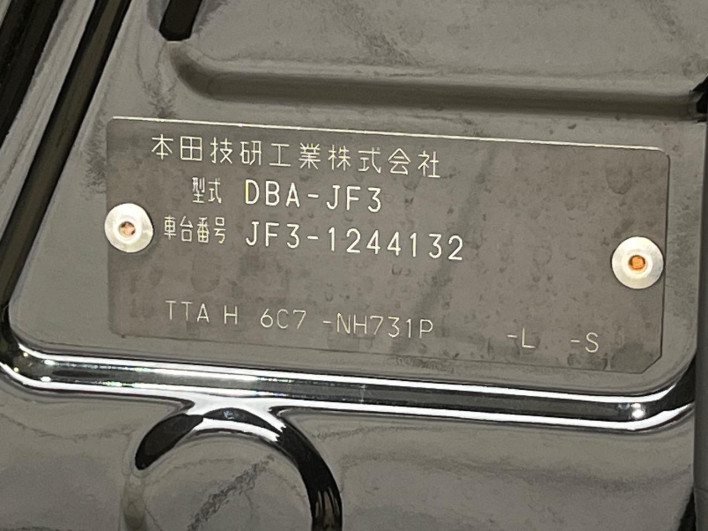 本田技研工業株式会社
型式 DBA-JF3
車台番号 JF3-1244132
TTA H 6C7 -NH731P -L -S